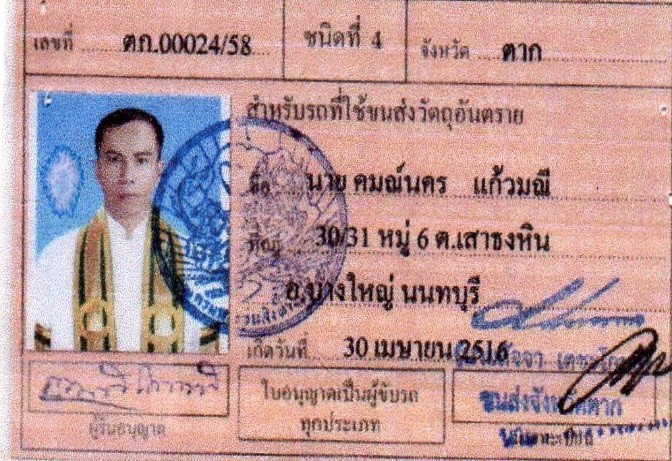 เลขที่ ตก.00024/58 ชนิดที่ 4 จังหวัด ตาก
สำหรับรถที่ใช้ขนส่งวัตถุอันตราย
ชื่อ นาย คมณ์นคร แก้วมณี
ที่อยู่ 30/31 หมู่ 6 ต.เสาธงหิน
อ.บางใหญ่ นนทบุรี
เกิดวันที่ 30 เมษายน 2516
ใบอนุญาตเป็นผู้ขับรถ
ทุกประเภท
ขนส่งจังหวัดตาก
ผู้รับอนุญาต
นายทะเบียน